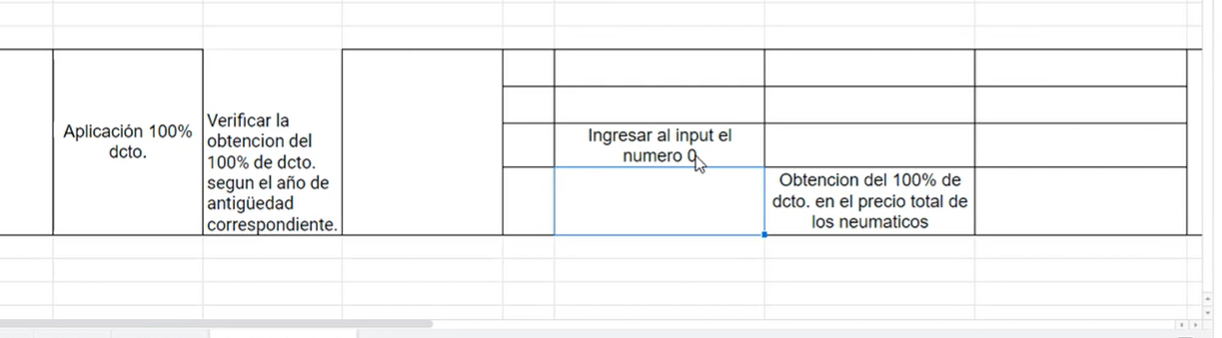 Aplicación 100%
dcto.
Verificar la
obtencion del
100% de dcto.
segun el año de
antigüedad
correspondiente.
Ingresar al input el
numero 0
Obtencion del 100% de
dcto. en el precio total de
los neumaticos